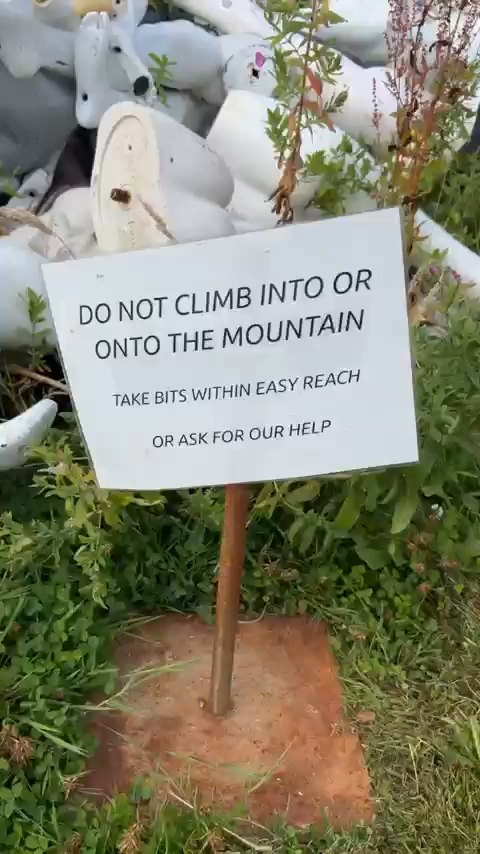 DO NOT CLIMB INTO OR
ONTO THE MOUNTAIN
TAKE BITS WITHIN EASY REACH
OR ASK FOR OUR HELP